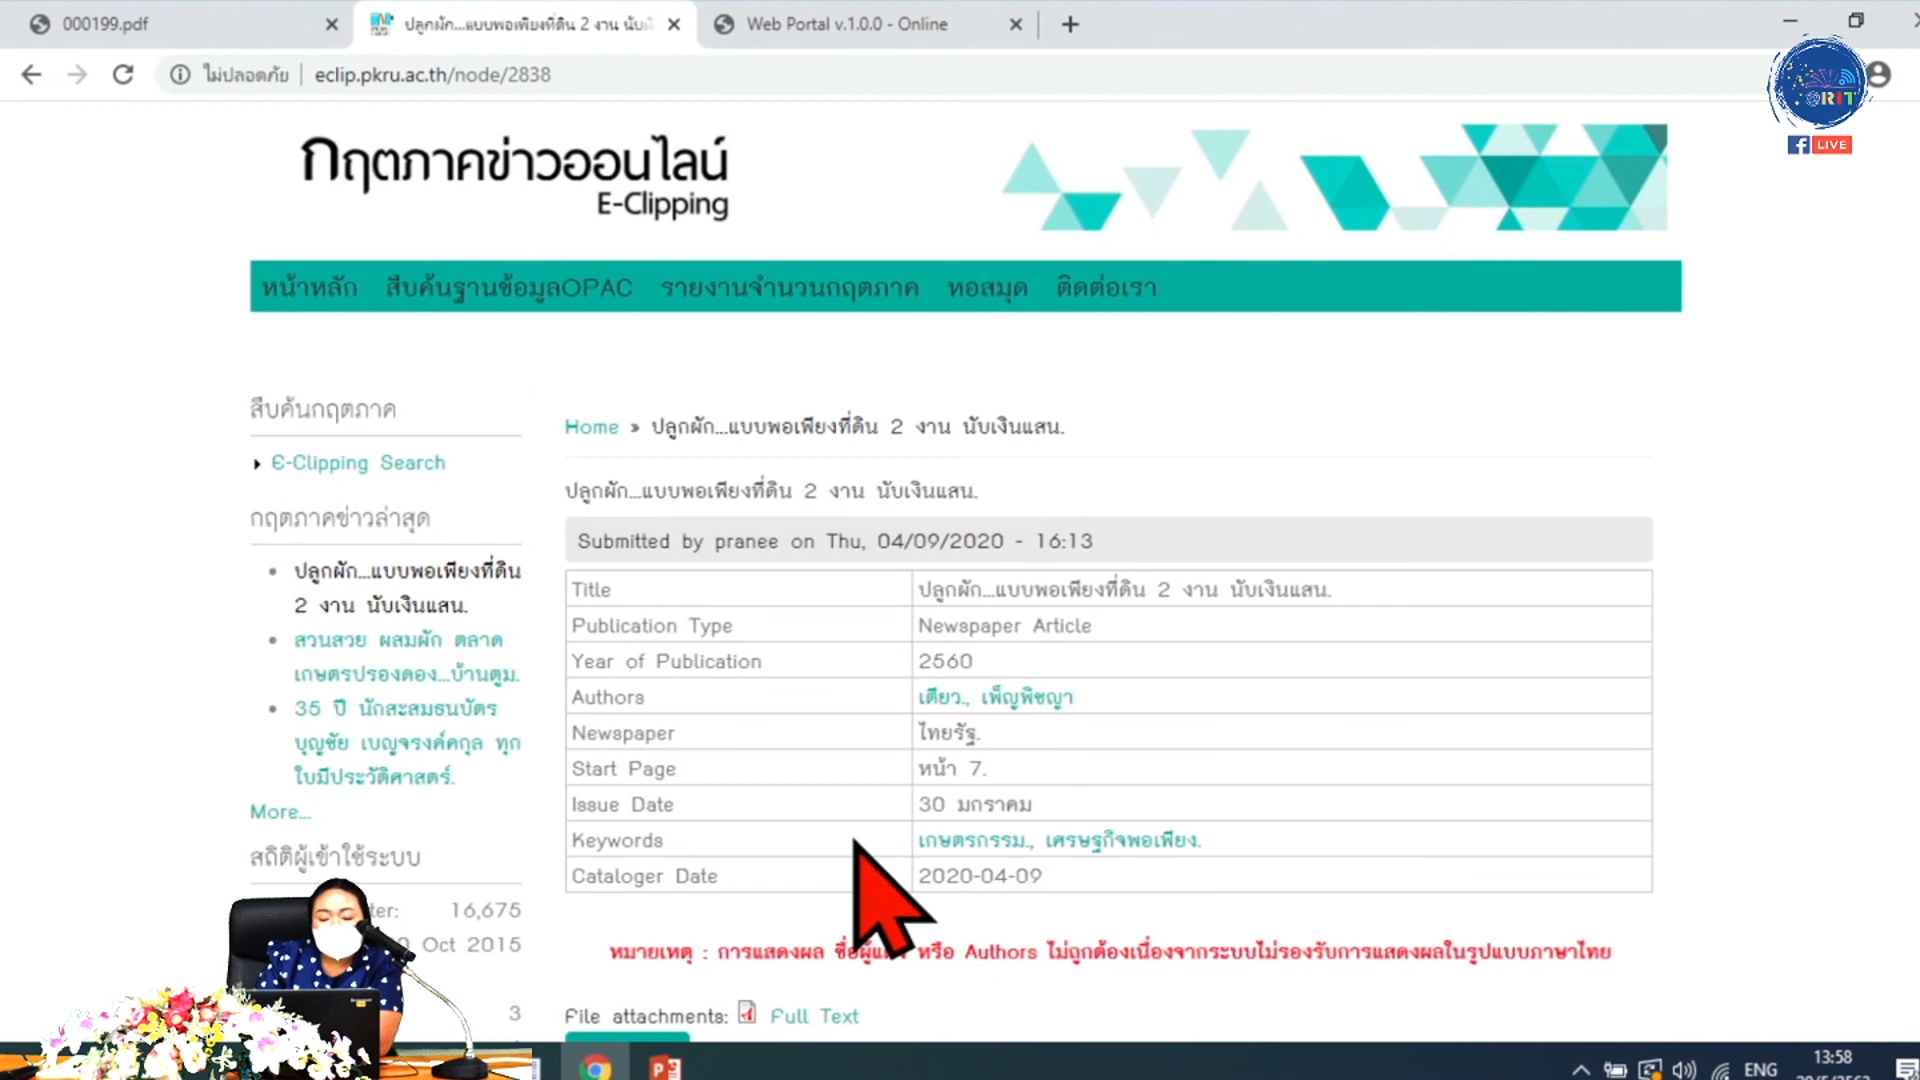 000199.pdf
ปลูกผัก...แบบพอเพียงที่ดิน 2 งาน นับ
Web Portal v.1.0.0 - Online
ไม่ปลอดภัย
eclip.pkru.ac.th/node/2838
ORIT
LIVE
กฤตภาคข่าวออนไลน์
E-Clipping
หน้าหลัก
สืบค้นฐานข้อมูลOPAC
รายงานจำนวนกฤตภาค
หอสมุด
ติดต่อเรา
สืบค้นกฤตภาค
E-Clipping Search
กฤตภาคข่าวล่าสุด
ปลูกผัก...แบบพอเพียงที่ดิน
2 งาน นับเงินแสน.
สวนสวย ผสมผัก ตลาด
เกษตรปรองดอง...บ้านตูม.
35 ปี นักสะสมธนบัตร
บุญชัย เบญจรงค์คกุล ทุก
ใบมีประวัติศาสตร์.
More...
สถิติผู้เข้าใช้ระบบ
16,675
Oct 2015
3
Home » ปลูกผัก...แบบพอเพียงที่ดิน 2 งาน นับเงินแสน.
ปลูกผัก...แบบพอเพียงที่ดิน 2 งาน นับเงินแสน.
Submitted by pranee on Thu, 04/09/2020 - 16:13
Title ปลูกผัก...แบบพอเพียงที่ดิน 2 งาน นับเงินแสน.
Publication Type Newspaper Article
Year of Publication 2560
Authors เตียว., เพ็ญพิชญา
Newspaper ไทยรัฐ.
Start Page หน้า 7.
Issue Date 30 มกราคม
Keywords เกษตรกรรม., เศรษฐกิจพอเพียง.
Cataloger Date 2020-04-09
หมายเหตุ : การแสดงผล หรือ Authors ไม่ถูกต้องเนื่องจากระบบไม่รองรับการแสดงผลในรูปแบบภาษาไทย
File attachments: Full Text
ENG
13:58